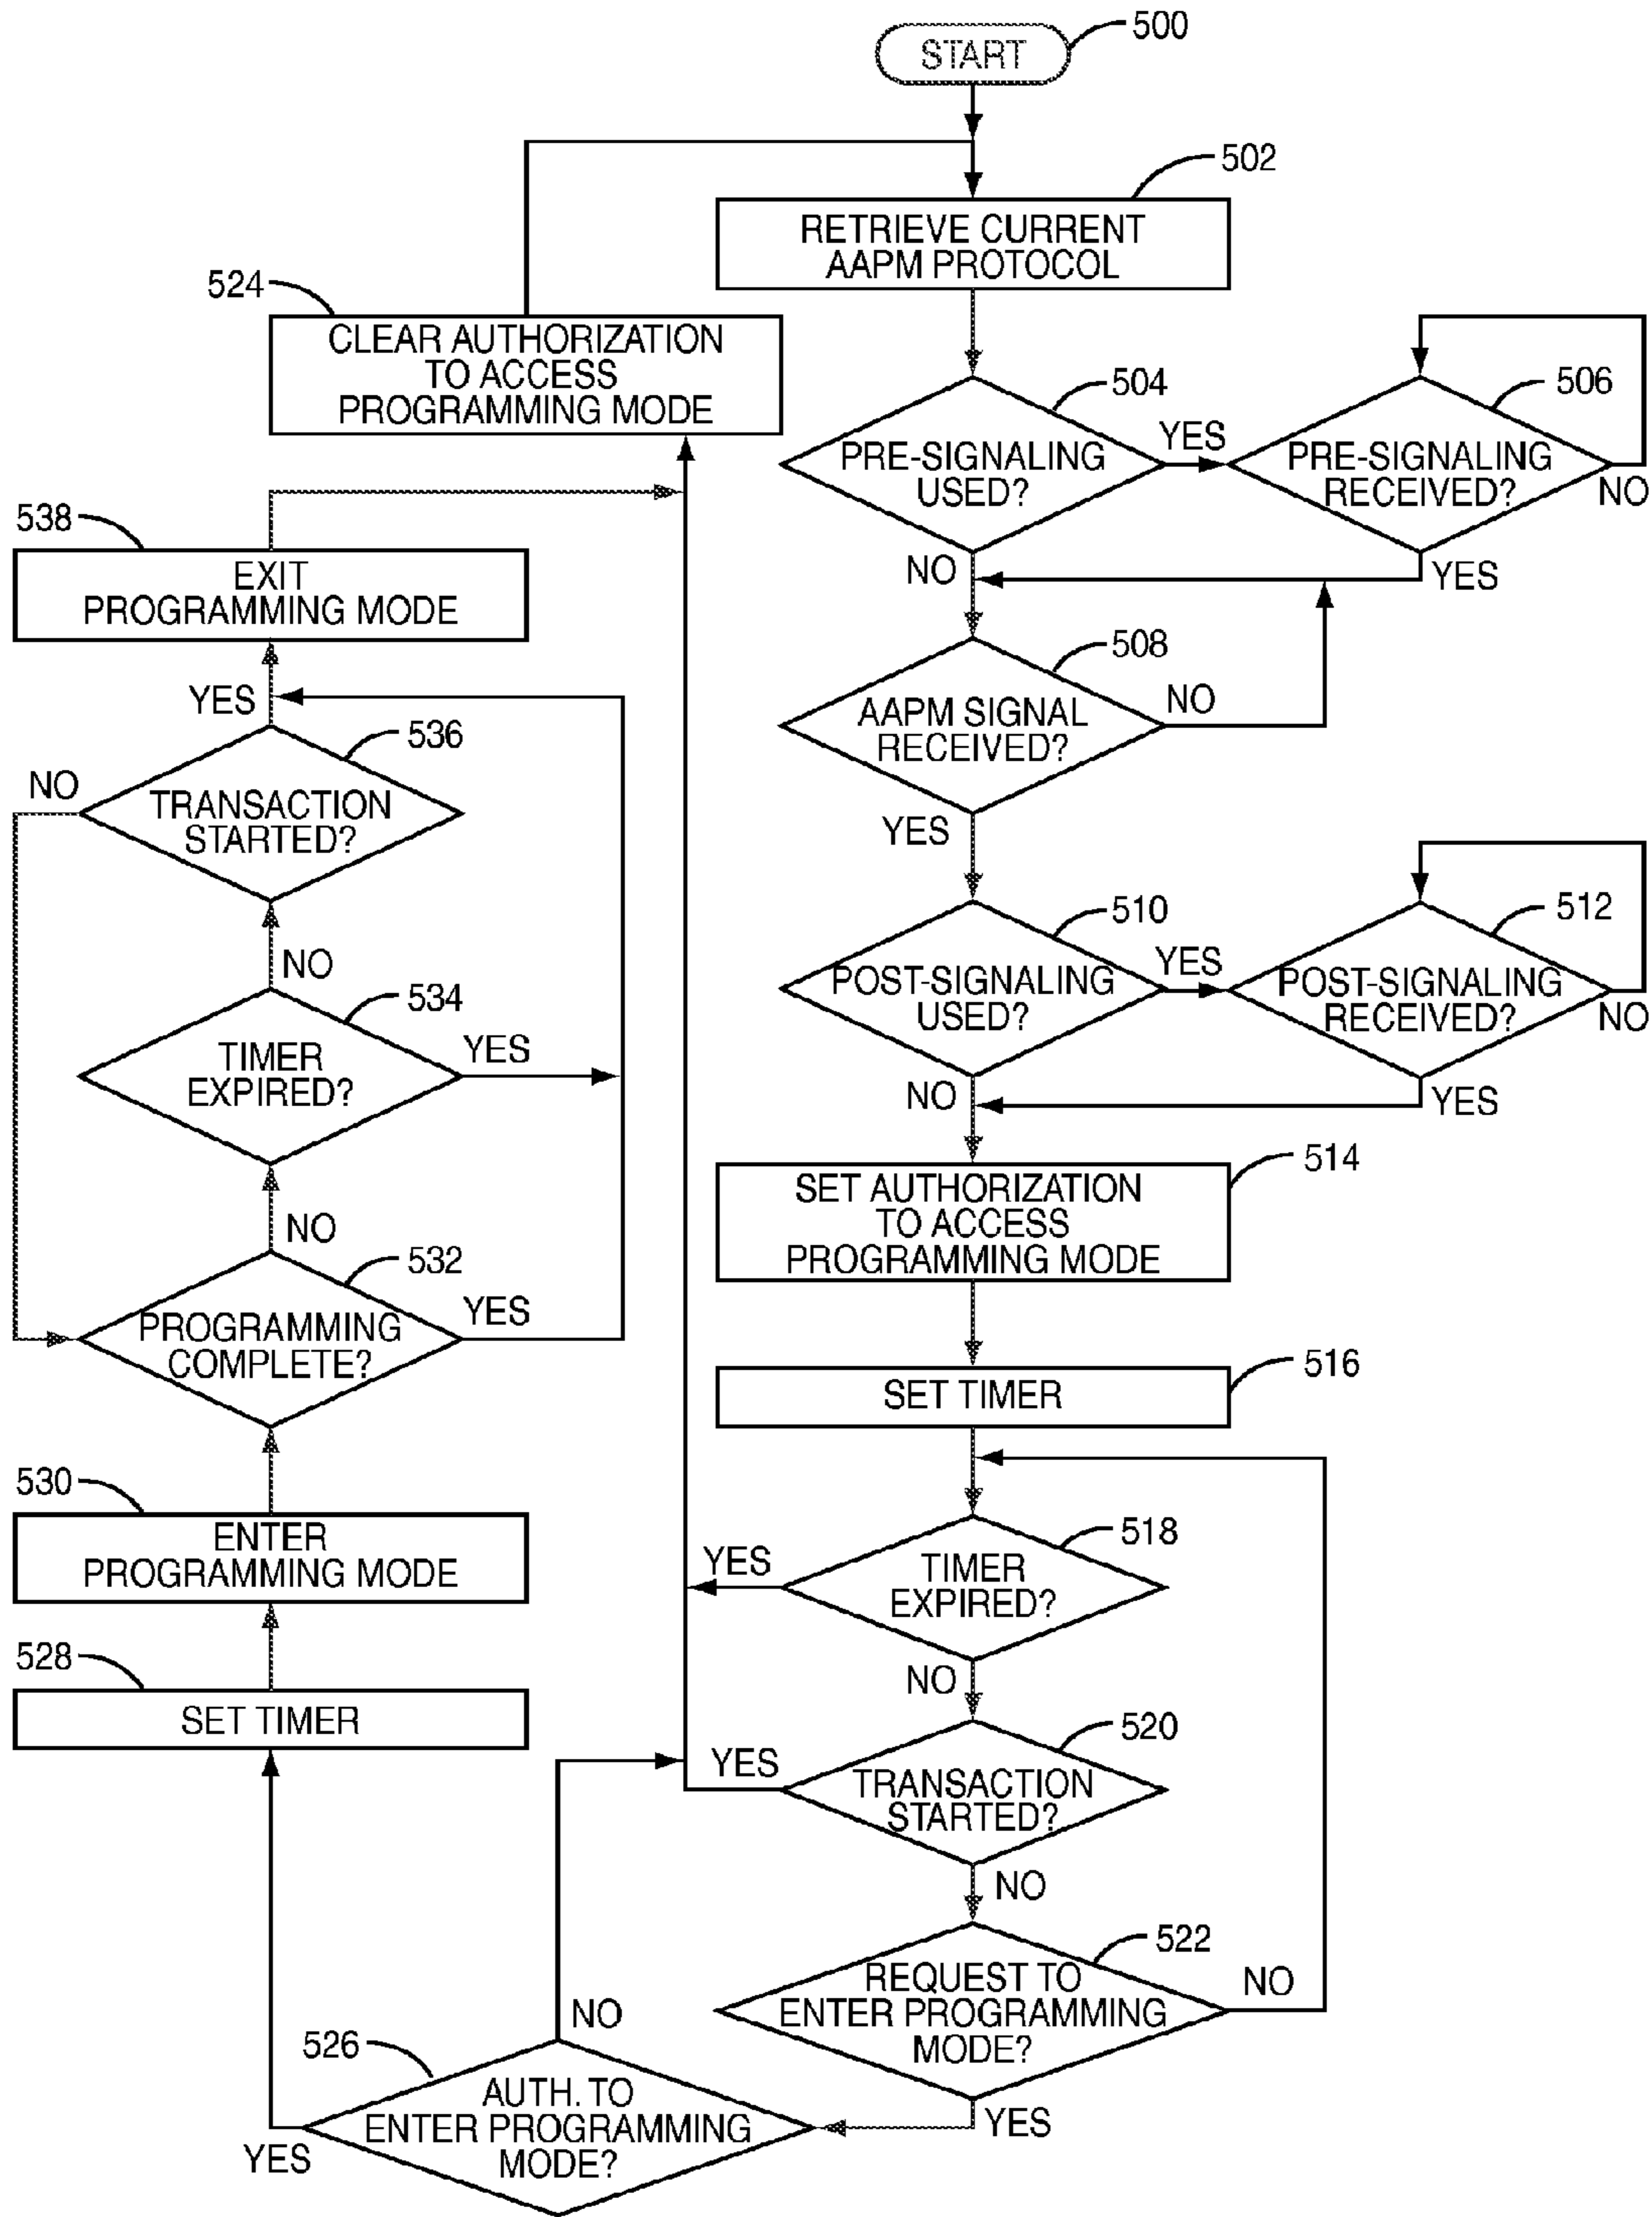 START
500
502
RETRIEVE CURRENT
AAPM PROTOCOL
524
CLEAR AUTHORIZATION
TO ACCESS
PROGRAMMING MODE
504
PRE-SIGNALING
USED?
YES
NO
506
PRE-SIGNALING
RECEIVED?
NO
YES
508
AAPM SIGNAL
RECEIVED?
NO
YES
510
POST-SIGNALING
USED?
YES
NO
512
POST-SIGNALING
RECEIVED?
NO
YES
514
SET AUTHORIZATION
TO ACCESS
PROGRAMMING MODE
516
SET TIMER
518
TIMER
EXPIRED?
YES
NO
520
TRANSACTION
STARTED?
YES
NO
522
REQUEST TO
ENTER PROGRAMMING
MODE?
NO
YES
526
AUTH. TO
ENTER PROGRAMMING
MODE?
NO
YES
528
SET TIMER
530
ENTER
PROGRAMMING MODE
532
PROGRAMMING
COMPLETE?
YES
NO
534
TIMER
EXPIRED?
YES
NO
536
TRANSACTION
STARTED?
NO
YES
538
EXIT
PROGRAMMING MODE